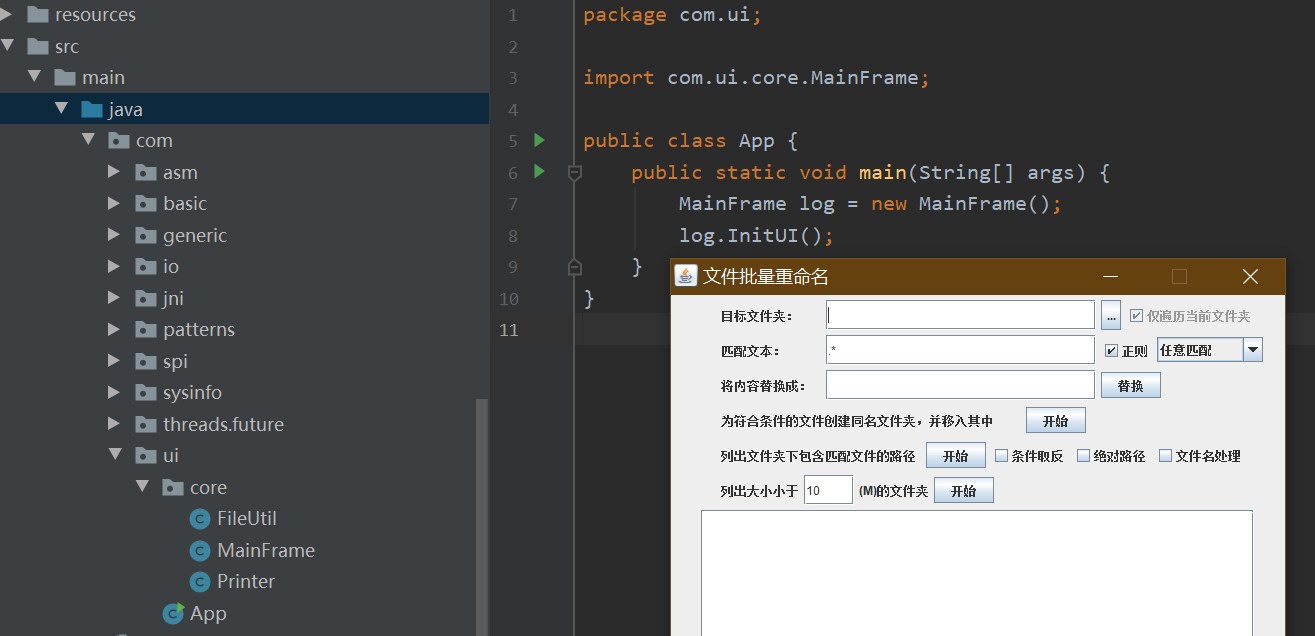 resources
src
main
java
com
asm
basic
generic
io
jni
patterns
spi
sysinfo
threads.future
ui
core
FileUtil
MainFrame
Printer
App
1 package com.ui;
2
3 import com.ui.core.MainFrame;
4
5 public class App {
6 public static void main(String[] args) {
7 MainFrame log = new MainFrame();
8 log.InitUI();
9 }
10 }
11
文件批量重命名
目标文件夹: ... 仅遍历当前文件夹
匹配文本: .* 正则 任意匹配
将内容替换成: 替换
为符合条件的文件创建同名文件夹，并移入其中 开始
列出文件夹下包含匹配文件的路径 开始 条件取反 绝对路径 文件名处理
列出大小小于 10 (M)的文件夹 开始